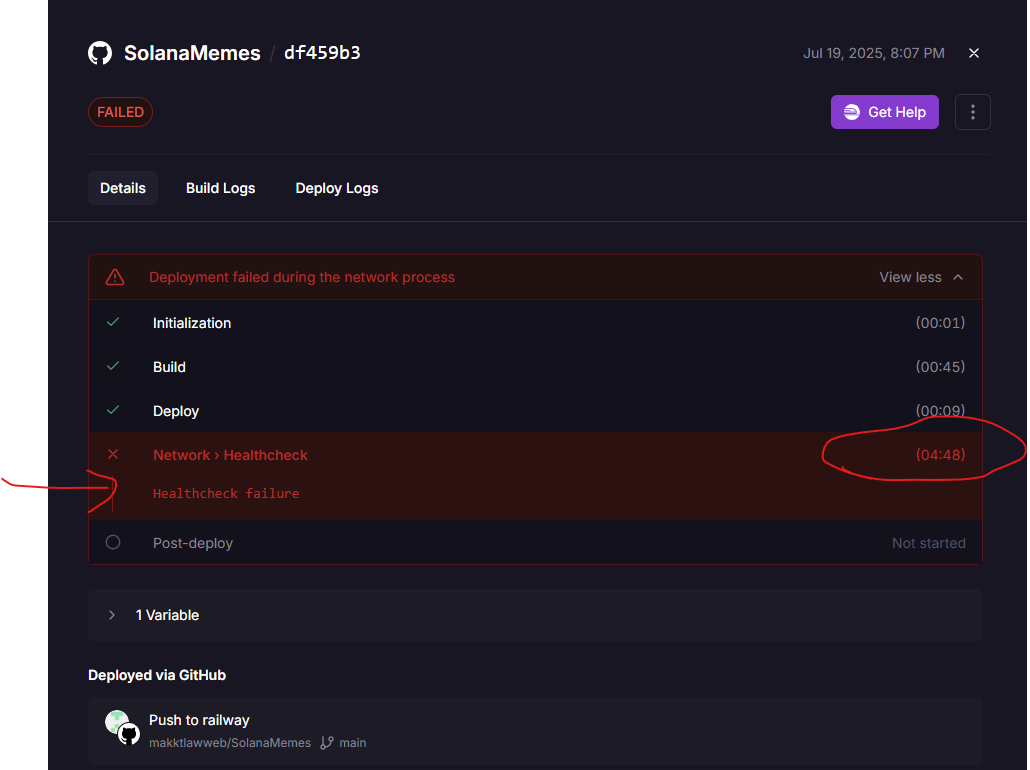 SolanaMemes / df459b3
Jul 19, 2025, 8:07 PM
FAILED
Get Help
Details Build Logs Deploy Logs
Deployment failed during the network process View less
Initialization (00:01)
Build (00:45)
Deploy (00:09)
Network › Healthcheck (04:48)
Healthcheck failure
Post-deploy Not started
1 Variable
Deployed via GitHub
Push to railway
makktlawweb/SolanaMemes main